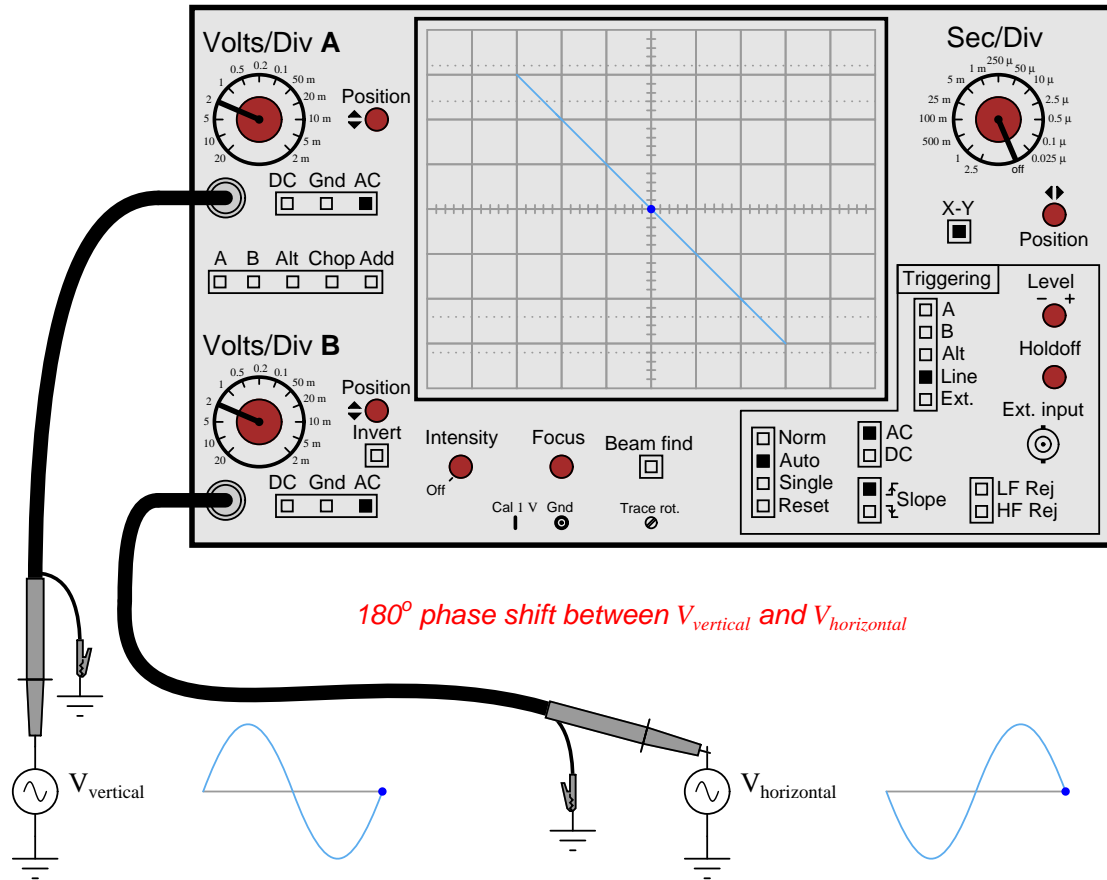 Volts/Div A
0.5 0.2 0.1
1 50 m
2 20 m
5 10 m
10 5 m
20 2 m
Position
DC Gnd AC
A B Alt Chop Add
Volts/Div B
0.5 0.2 0.1
1 50 m
2 20 m
5 10 m
10 5 m
20 2 m
Position
Invert
DC Gnd AC
Intensity
Off
Focus
Beam find
Cal 1 V Gnd Trace rot.
Sec/Div
250 µ
1 m 50 µ
5 m 10 µ
25 m 2.5 µ
100 m 0.5 µ
500 m 0.1 µ
1 0.025 µ
2.5 off
X-Y
Position
Triggering
A
B
Alt
Line
Ext.
Level
− +
Holdoff
Ext. input
Norm
Auto
Single
Reset
AC
DC
Slope
LF Rej
HF Rej
180° phase shift between Vvertical and Vhorizontal
Vvertical
Vhorizontal